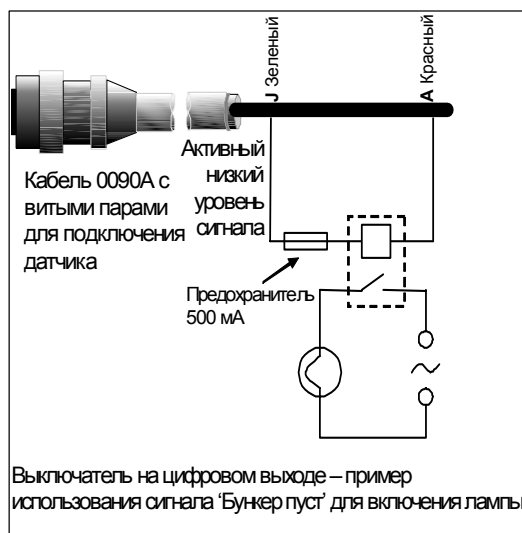 J Зеленый
А Красный
Активный
низкий
уровень
сигнала
Кабель 0090А с
витыми парами
для подключения
датчика
Предохранитель
500 мА
Выключатель на цифровом выходе – пример
использования сигнала ‘Бункер пуст’ для включения лампы